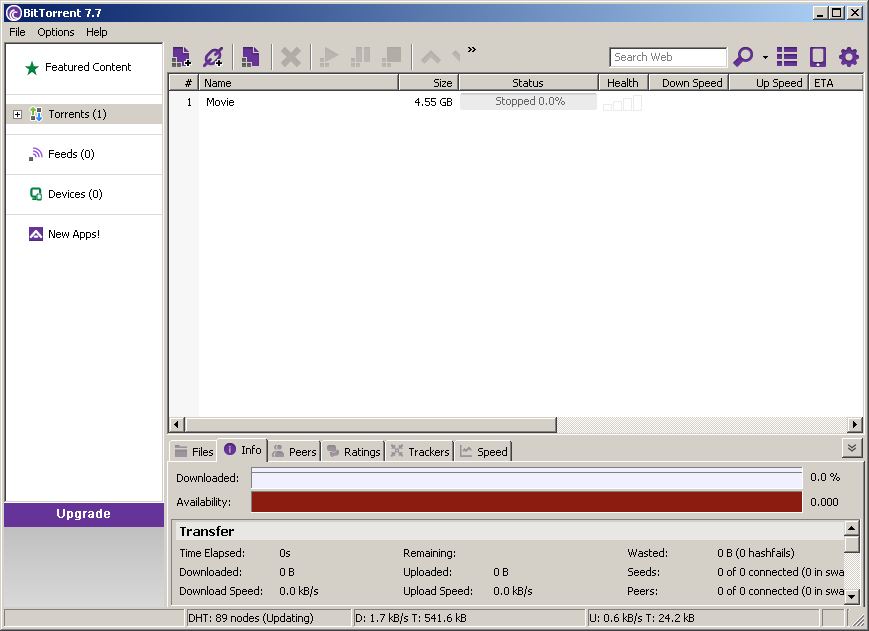 BitTorrent 7.7
File Options Help
Featured Content
Torrents (1)
Feeds (0)
Devices (0)
New Apps!
Upgrade
Search Web
# Name Size Status Health Down Speed Up Speed ETA
1 Movie 4.55 GB Stopped 0.0%
Files Info Peers Ratings Trackers Speed
Downloaded: 0.0 %
Availability: 0.000
Transfer
Time Elapsed: 0s Remaining: Wasted: 0 B (0 hashfails)
Downloaded: 0 B Uploaded: 0 B Seeds: 0 of 0 connected (0 in swa
Download Speed: 0.0 kB/s Upload Speed: 0.0 kB/s Peers: 0 of 0 connected (0 in swa
DHT: 89 nodes (Updating) D: 1.7 kB/s T: 541.6 kB U: 0.6 kB/s T: 24.2 kB